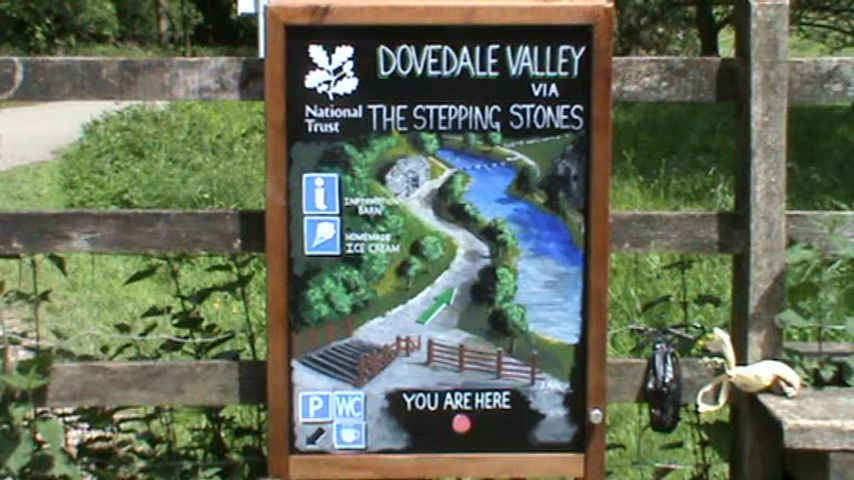 DOVEDALE VALLEY
VIA
National
Trust
THE STEPPING STONES
i
INFORMATION
BARN
HOMEMADE
ICE CREAM
P WC
YOU ARE HERE